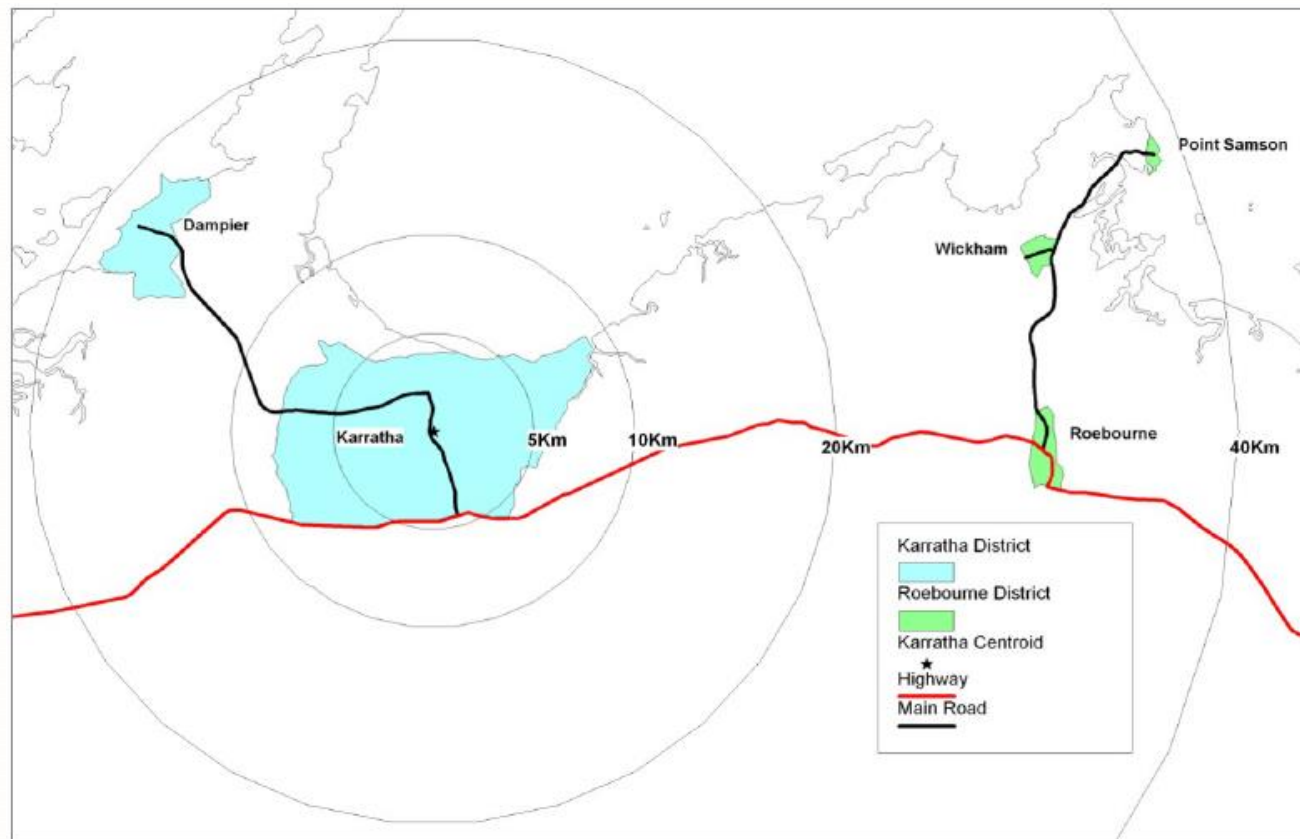 Point Samson
Dampier
Wickham
Karratha
5Km
10Km
20Km
Roebourne
40Km
Karratha District
Roebourne District
Karratha Centroid
Highway
Main Road